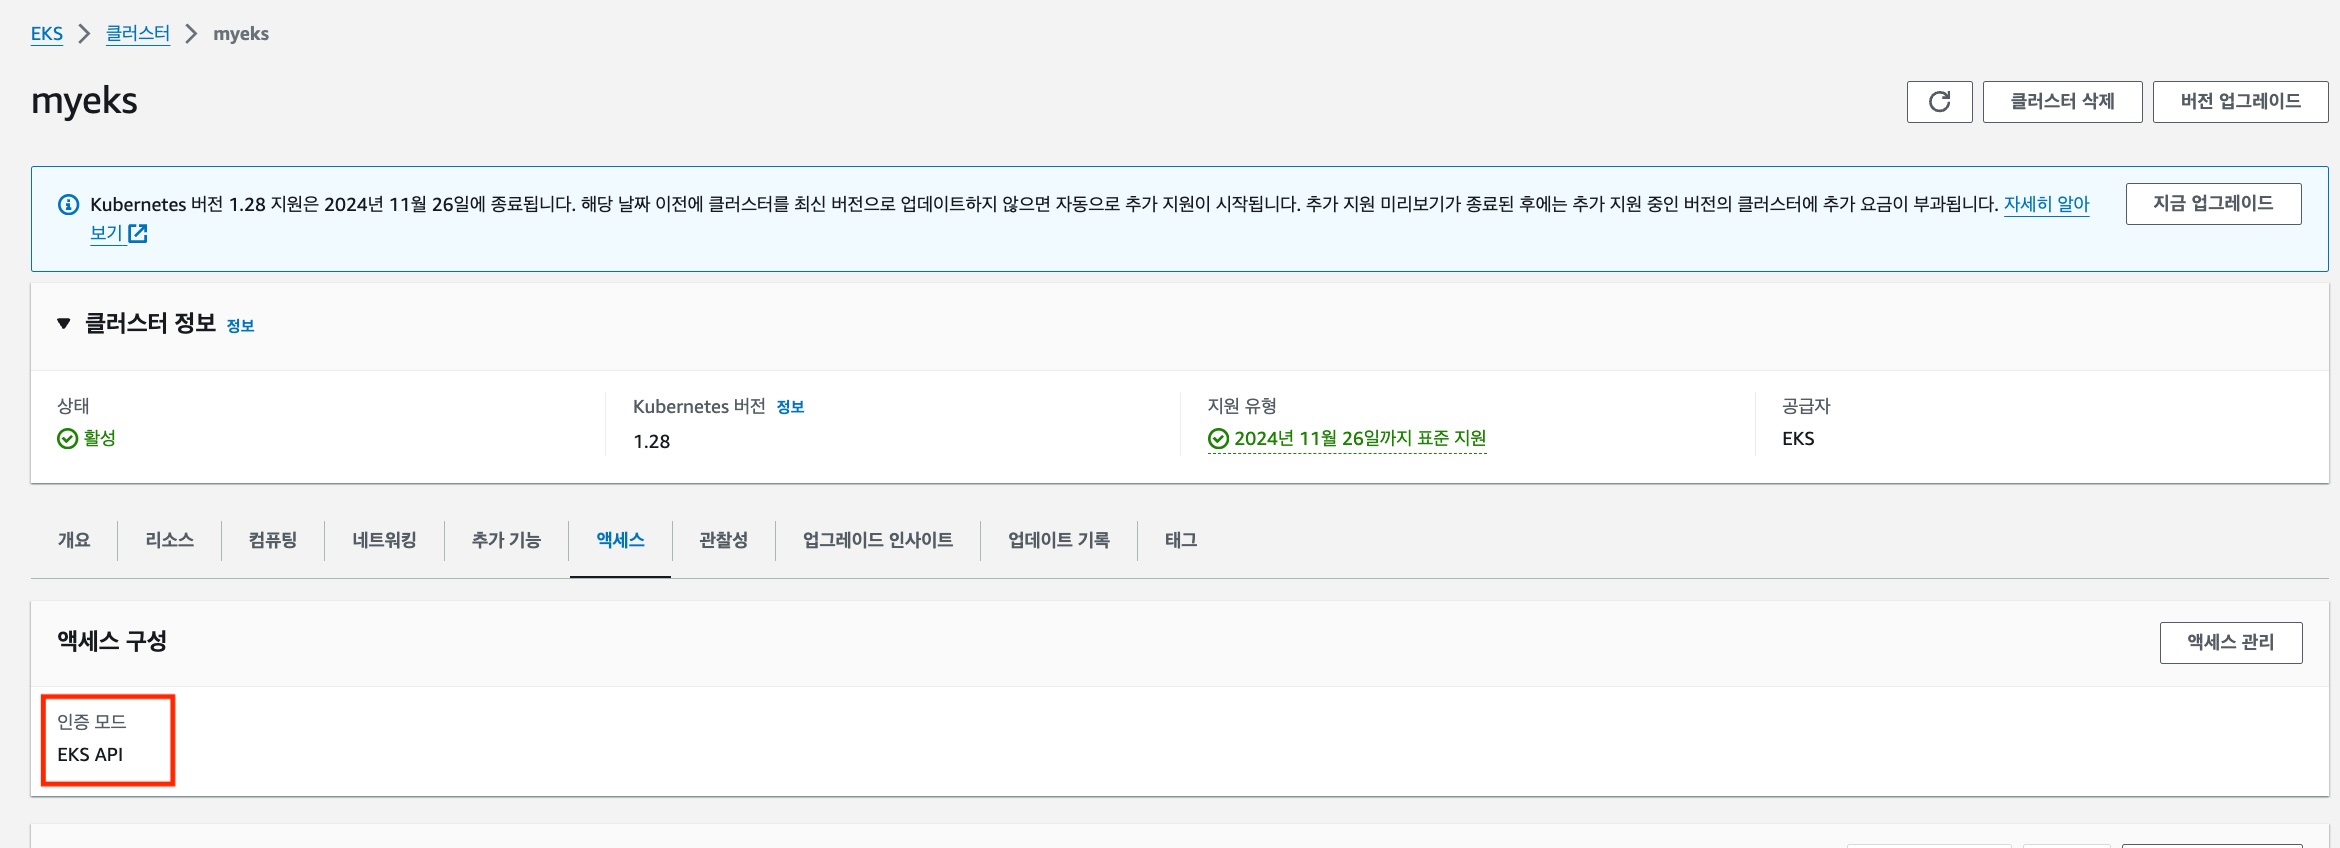 EKS > 클러스터 > myeks
myeks
클러스터 삭제
버전 업그레이드
Kubernetes 버전 1.28 지원은 2024년 11월 26일에 종료됩니다. 해당 날짜 이전에 클러스터를 최신 버전으로 업데이트하지 않으면 자동으로 추가 지원이 시작됩니다. 추가 지원 미리보기가 종료된 후에는 추가 지원 중인 버전의 클러스터에 추가 요금이 부과됩니다. 자세히 알아
보기
지금 업그레이드
클러스터 정보 정보
상태
활성
Kubernetes 버전 정보
1.28
지원 유형
2024년 11월 26일까지 표준 지원
공급자
EKS
개요 리소스 컴퓨팅 네트워킹 추가 기능 액세스 관찰성 업그레이드 인사이트 업데이트 기록 태그
액세스 구성
액세스 관리
인증 모드
EKS API